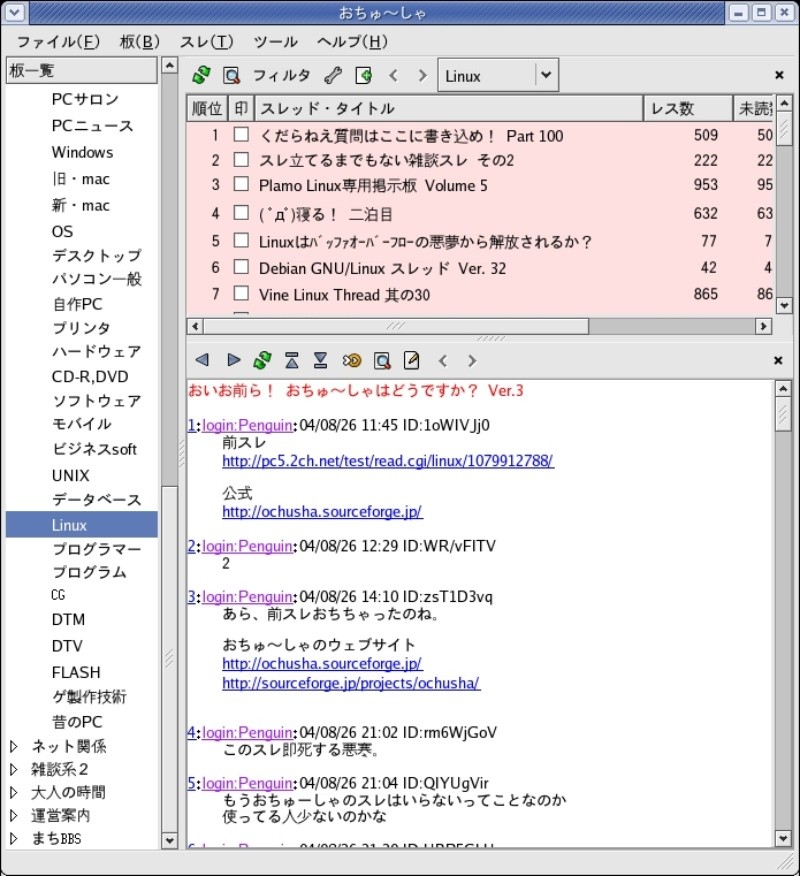 おちゅ～しゃ
ファイル(F) 板(B) スレ(T) ツール ヘルプ(H)
板一覧
PCサロン
PCニュース
Windows
旧・mac
新・mac
OS
デスクトップ
パソコン一般
自作PC
プリンタ
ハードウェア
CD-R,DVD
ソフトウェア
モバイル
ビジネスsoft
UNIX
データベース
Linux
プログラマー
プログラム
CG
DTM
DTV
FLASH
ゲ製作技術
昔のPC
ネット関係
雑談系2
大人の時間
運営案内
まちBBS
フィルタ Linux
順位 印 スレッド・タイトル レス数 未読
1 くだらねえ質問はここに書き込め！ Part 100 509 50
2 スレ立てるまでもない雑談スレ その2 222 22
3 Plamo Linux専用掲示板 Volume 5 953 95
4 (ﾟдﾟ)寝る！ 二泊目 632 63
5 Linuxはﾊﾞｯﾌｧｵｰﾊﾞｰﾌﾛｰの悪夢から解放されるか？ 77 7
6 Debian GNU/Linux スレッド Ver. 32 42 4
7 Vine Linux Thread 其の30 865 86
おいお前ら！ おちゅ～しゃはどうですか？ Ver.3
1:login:Penguin:04/08/26 11:45 ID:1oWIVJj0
前スレ
http://pc5.2ch.net/test/read.cgi/linux/1079912788/
公式
http://ochusha.sourceforge.jp/
2:login:Penguin:04/08/26 12:29 ID:WR/vFITV
2
3:login:Penguin:04/08/26 14:10 ID:zsT1D3vq
あら、前スレおちちゃったのね。
おちゅ～しゃのウェブサイト
http://ochusha.sourceforge.jp/
http://sourceforge.jp/projects/ochusha/
4:login:Penguin:04/08/26 21:02 ID:rm6WjGoV
このスレ即死する悪寒。
5:login:Penguin:04/08/26 21:04 ID:QIYUgVir
もうおちゅーしゃのスレはいらないってことなのか
使ってる人少ないのかな